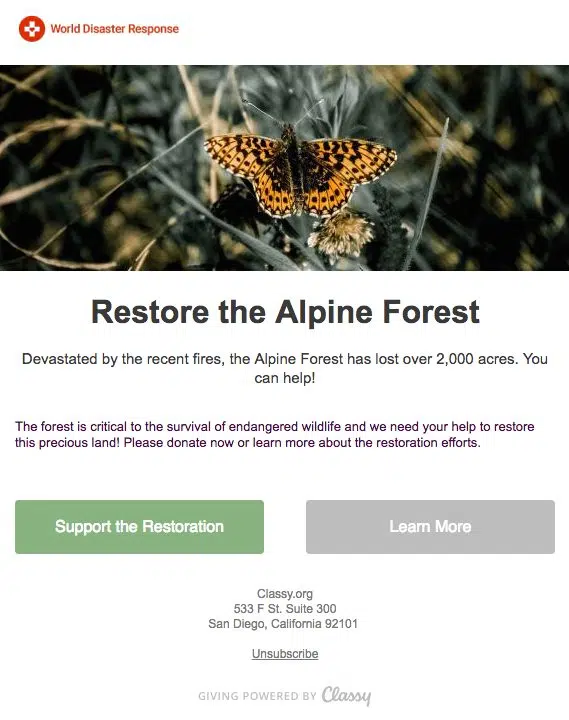 World Disaster Response
Restore the Alpine Forest
Devastated by the recent fires, the Alpine Forest has lost over 2,000 acres. You
can help!
The forest is critical to the survival of endangered wildlife and we need your help to restore
this precious land! Please donate now or learn more about the restoration efforts.
Support the Restoration
Learn More
Classy.org
533 F St. Suite 300
San Diego, California 92101
Unsubscribe
GIVING POWERED BY Classy